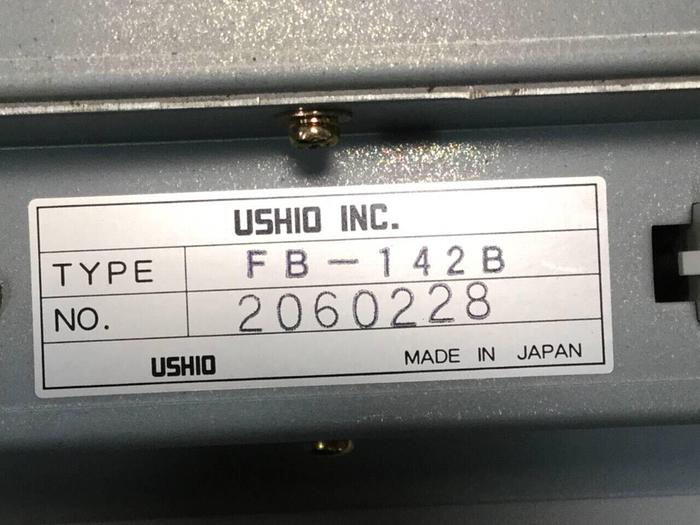 USHIO INC.
TYPE FB-142B
NO. 2060228
USHIO MADE IN JAPAN